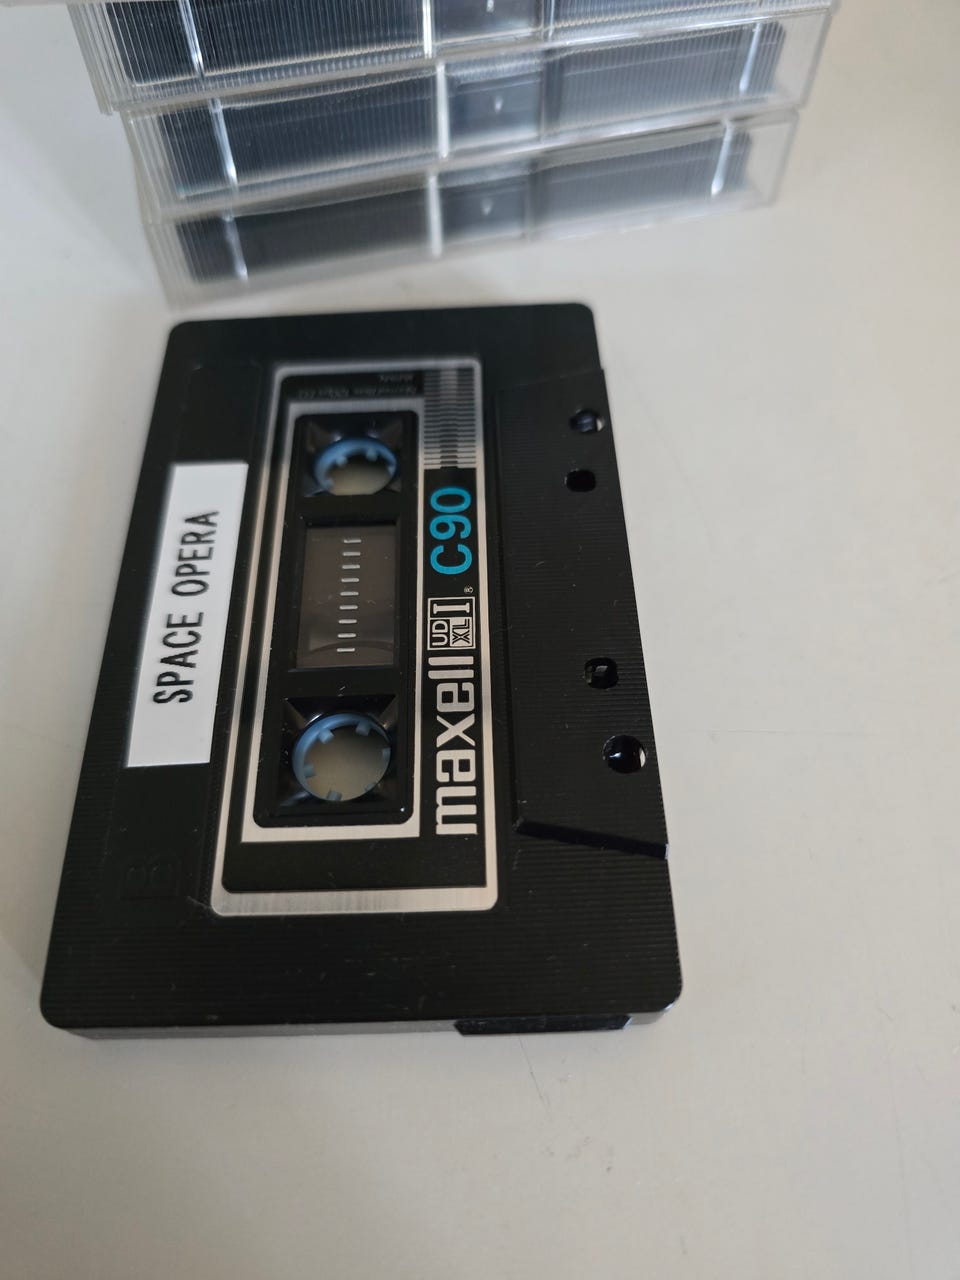 SPACE OPERA
B
maxell UD XL I ® C90